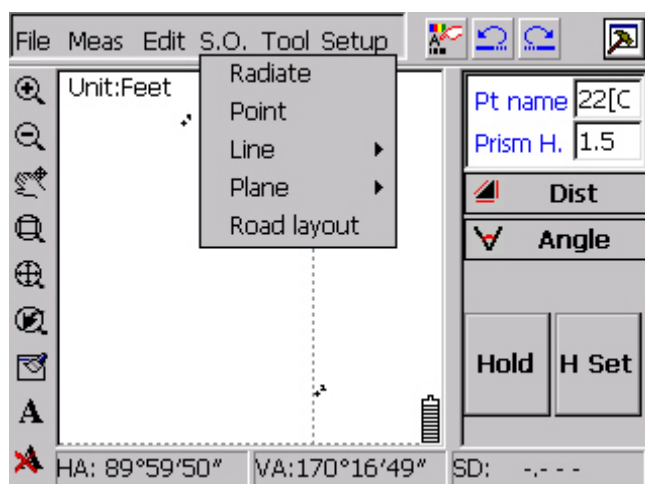 File Meas Edit S.O. Tool Setup
Unit:Feet
Radiate
Point
Line
Plane
Road layout
Pt name 22[C
Prism H. 1.5
Dist
Angle
Hold H Set
A
HA: 89°59'50" VA:170°16'49" SD: -.- - -